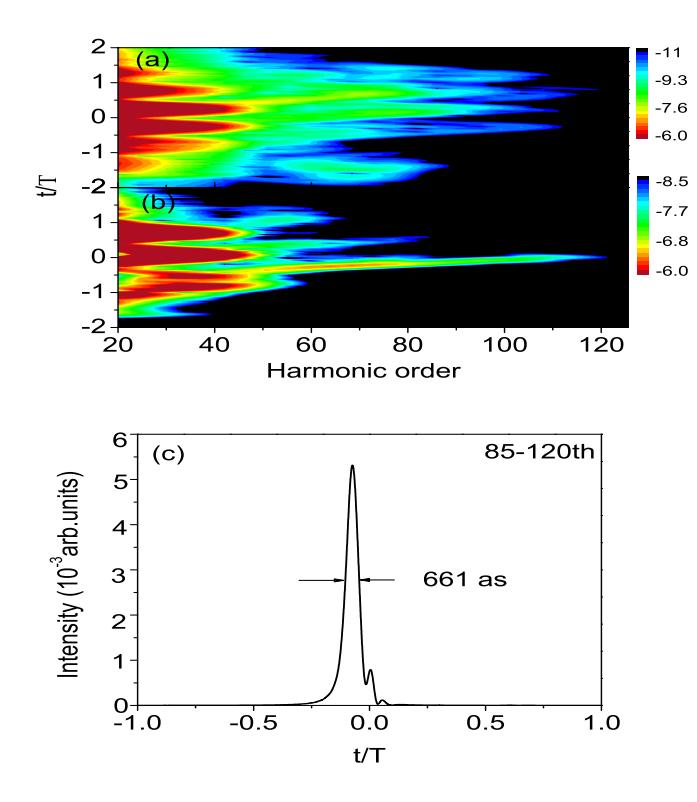 (a)
2
1
0
-1
-2
t/T
-11
-9.3
-7.6
-6.0
(b)
1
0
-1
-2
-8.5
-7.7
-6.8
-6.0
20 40 60 80 100 120
Harmonic order
(c)
85-120th
6
5
4
3
2
1
0
Intensity (10⁻³arb.units)
661 as
-1.0 -0.5 0.0 0.5 1.0
t/T